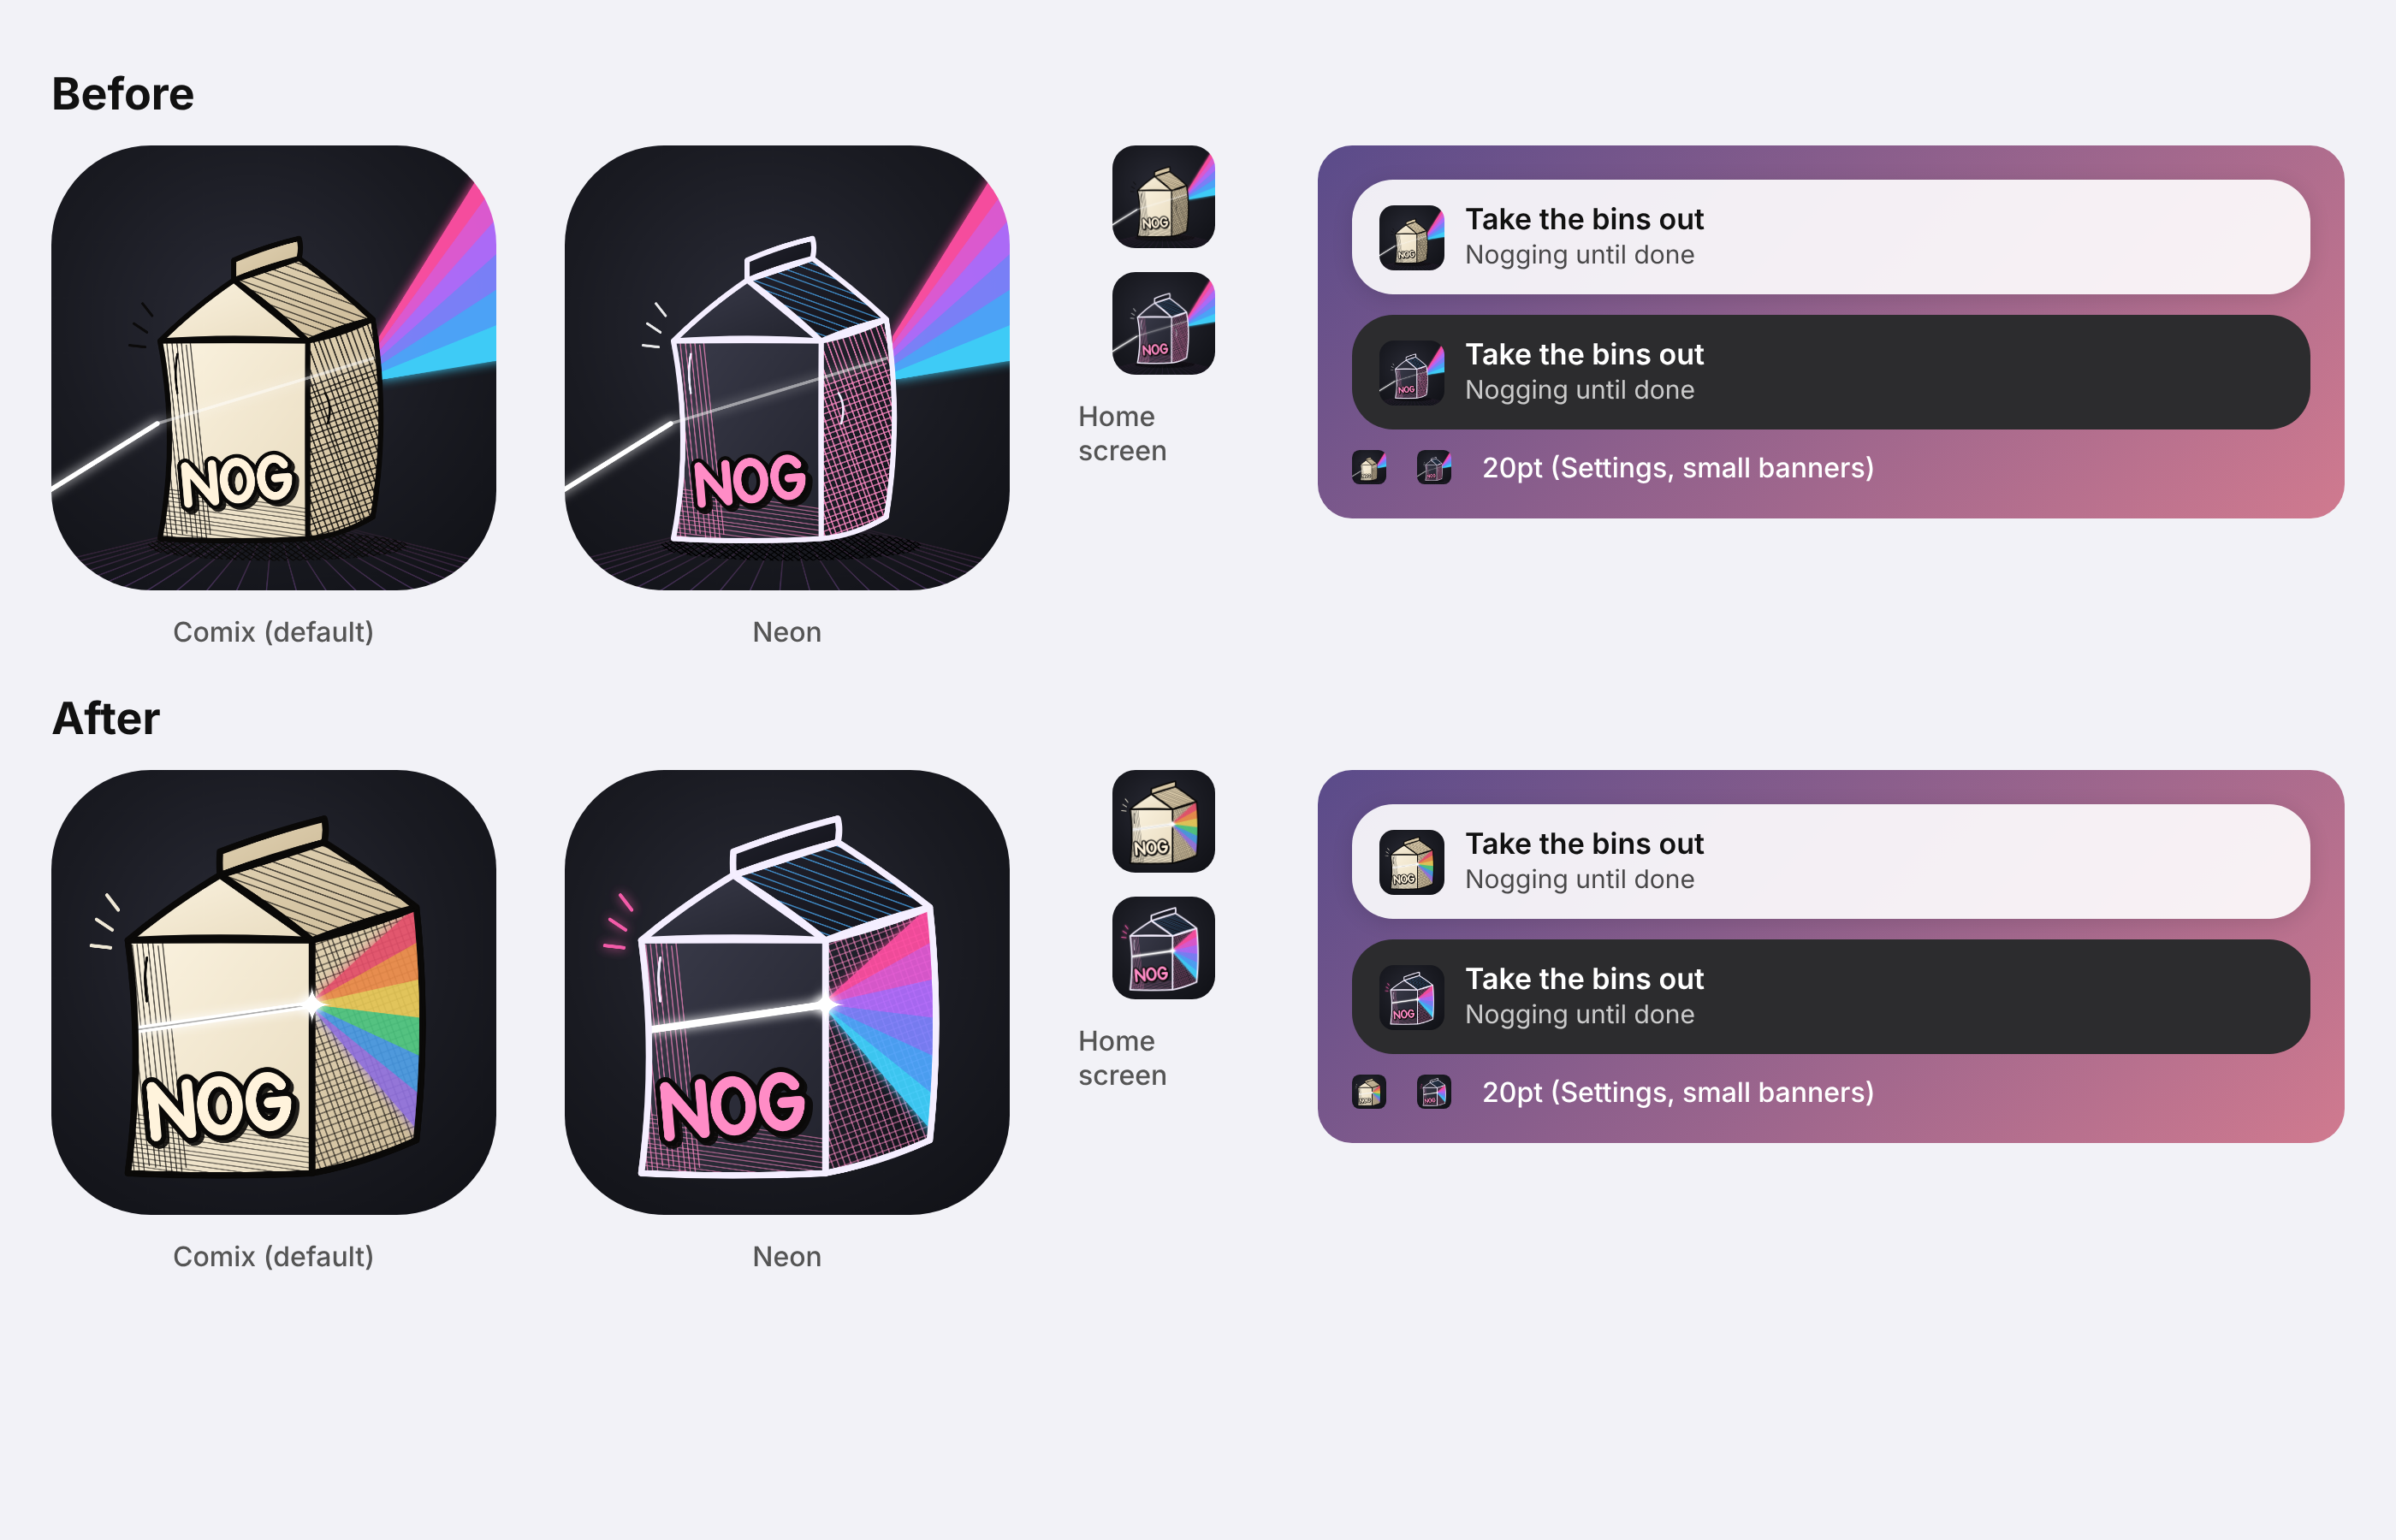 Before
NOG
NOG
Comix (default)
Neon
NOG
NOG
Home
screen
NOG
Take the bins out
Nogging until done
NOG
Take the bins out
Nogging until done
20pt (Settings, small banners)
After
NOG
NOG
Comix (default)
Neon
NOG
NOG
Home
screen
NOG
Take the bins out
Nogging until done
NOG
Take the bins out
Nogging until done
NOG
20pt (Settings, small banners)